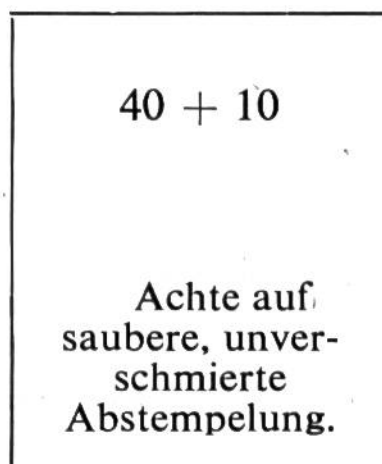 40 + 10
Achte auf
saubere, unver-
schmierte
Abstempelung.